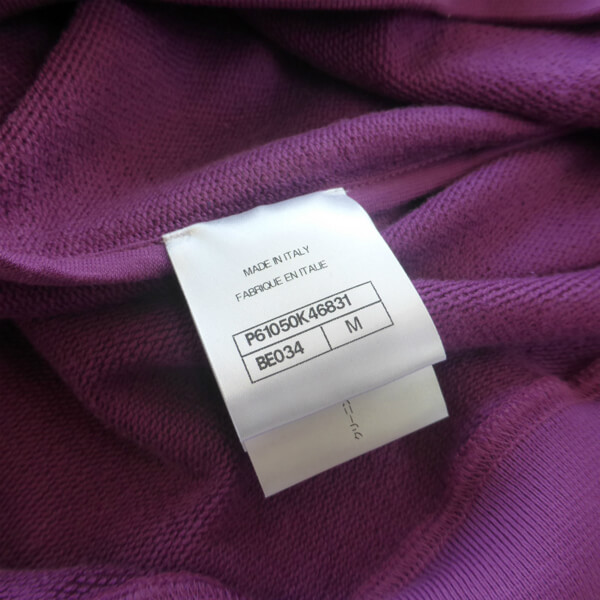 MADE IN ITALY
FABRIQUE EN ITALIE
P61050K46831
BE034 M